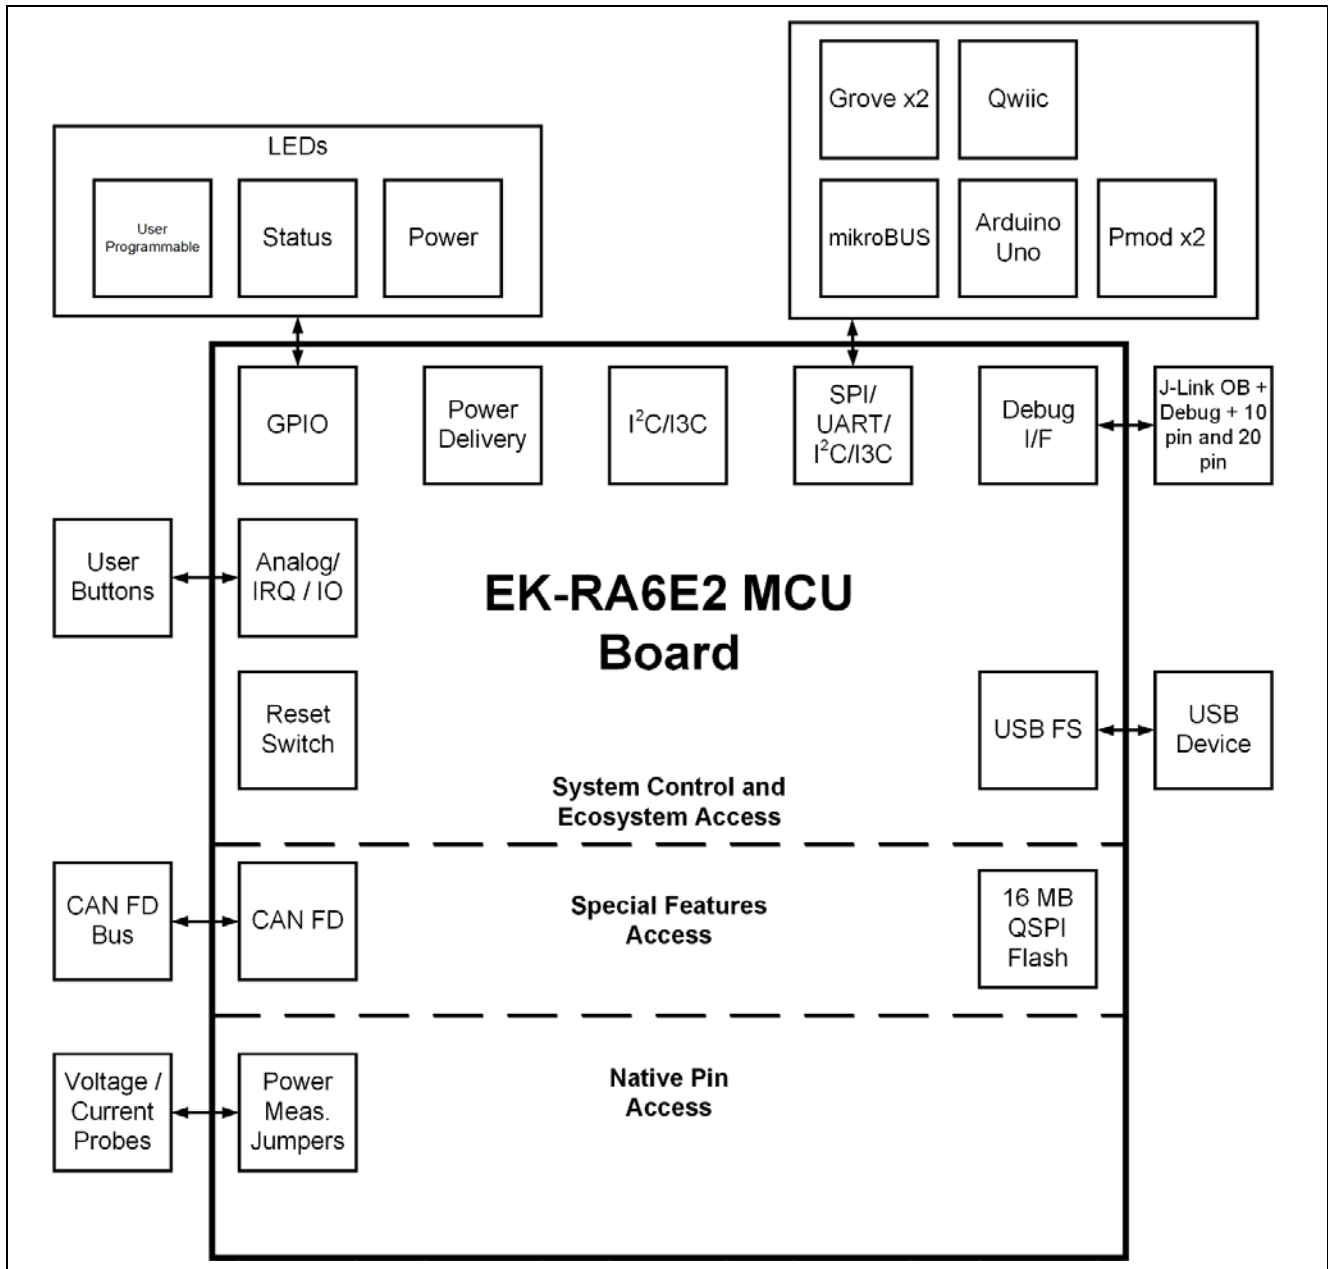 Grove x2
Qwiic
LEDs
User
Programmable
Status
Power
mikroBUS
Arduino
Uno
Pmod x2
GPIO
Power
Delivery
I²C/I3C
SPI/
UART/
I²C/I3C
Debug
I/F
J-Link OB +
Debug + 10
pin and 20
pin
User
Buttons
Analog/
IRQ / IO
EK-RA6E2 MCU
Board
Reset
Switch
USB FS
USB
Device
System Control and
Ecosystem Access
CAN FD
Bus
CAN FD
Special Features
Access
16 MB
QSPI
Flash
Voltage /
Current
Probes
Power
Meas.
Jumpers
Native Pin
Access